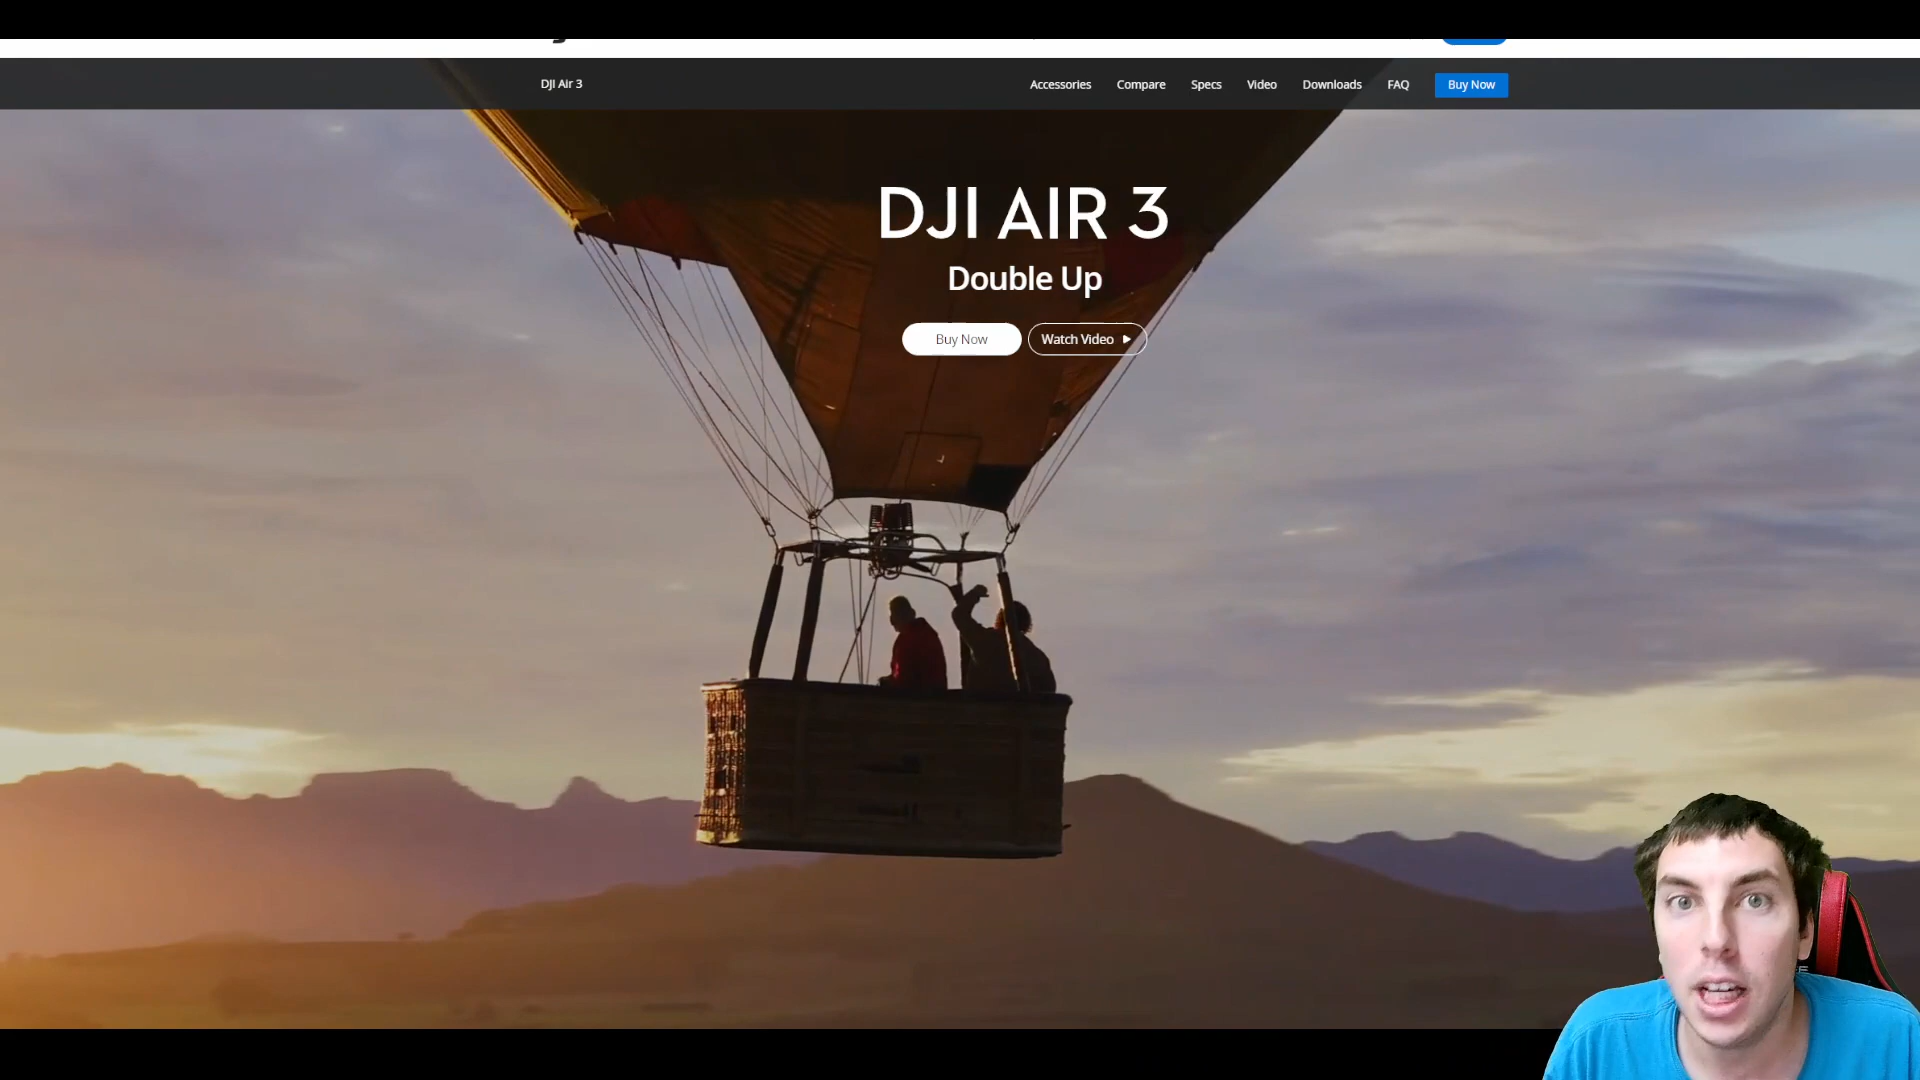 DJI Air 3
Accessories Compare Specs Video Downloads FAQ Buy Now
DJI AIR 3
Double Up
Buy Now Watch Video